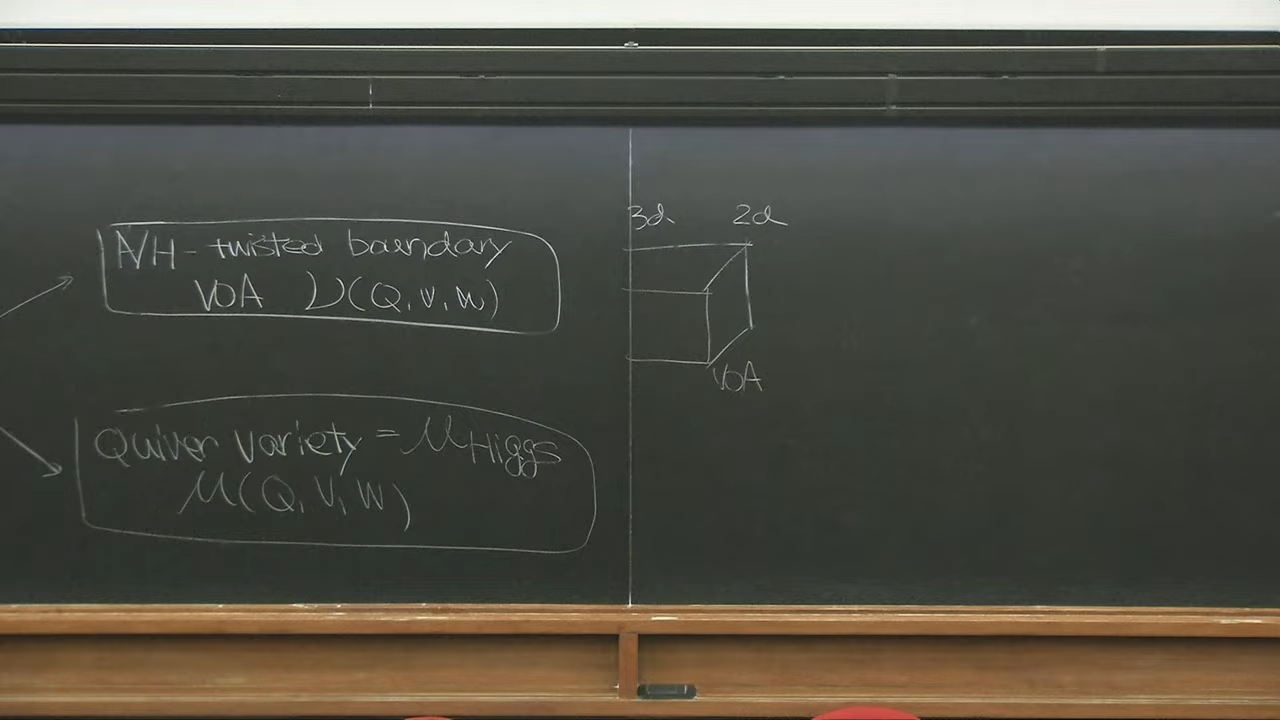 A/H-twisted boundary
VOA V(Q, V, W)
Quiver variety = M_Higgs
M(Q, V, W)
3d 2d
VOA